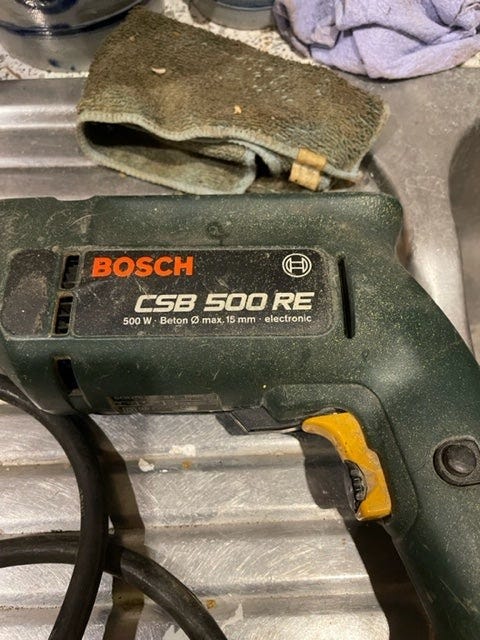 BOSCH
CSB 500 RE
500 W · Beton Ø max. 15 mm · electronic